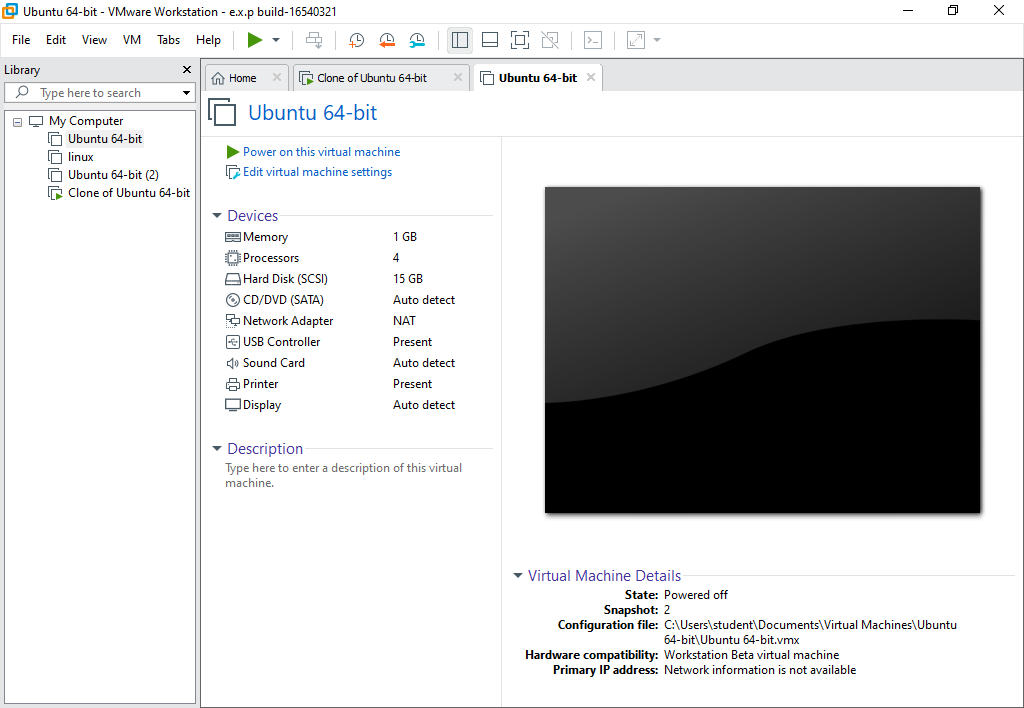 Ubuntu 64-bit - VMware Workstation - e.x.p build-16540321
File Edit View VM Tabs Help
Library
Type here to search
My Computer
Ubuntu 64-bit
linux
Ubuntu 64-bit (2)
Clone of Ubuntu 64-bit
Home Clone of Ubuntu 64-bit Ubuntu 64-bit
Ubuntu 64-bit
Power on this virtual machine
Edit virtual machine settings
Devices
Memory 1 GB
Processors 4
Hard Disk (SCSI) 15 GB
CD/DVD (SATA) Auto detect
Network Adapter NAT
USB Controller Present
Sound Card Auto detect
Printer Present
Display Auto detect
Description
Type here to enter a description of this virtual
machine.
Virtual Machine Details
State: Powered off
Snapshot: 2
Configuration file: C:\Users\student\Documents\Virtual Machines\Ubuntu
64-bit\Ubuntu 64-bit.vmx
Hardware compatibility: Workstation Beta virtual machine
Primary IP address: Network information is not available